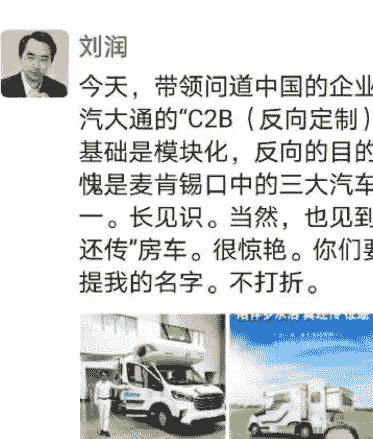 刘润
今天，带领问道中国的企业
汽大通的“C2B（反向定制）
基础是模块化，反向的目的
愧是麦肯锡口中的三大汽车
一。长见识。当然，也见到
还传”房车。很惊艳。你们要
提我的名字。不打折。